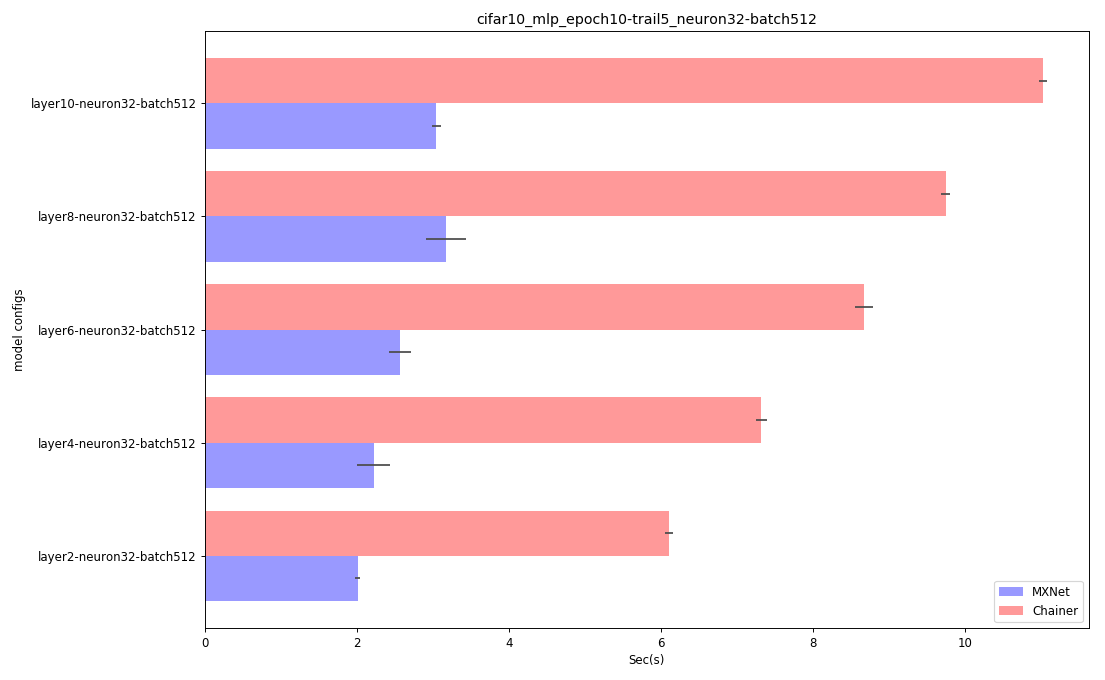 cifar10_mlp_epoch10-trail5_neuron32-batch512
model configs
layer10-neuron32-batch512
layer8-neuron32-batch512
layer6-neuron32-batch512
layer4-neuron32-batch512
layer2-neuron32-batch512
MXNet
Chainer
0 2 4 6 8 10
Sec(s)